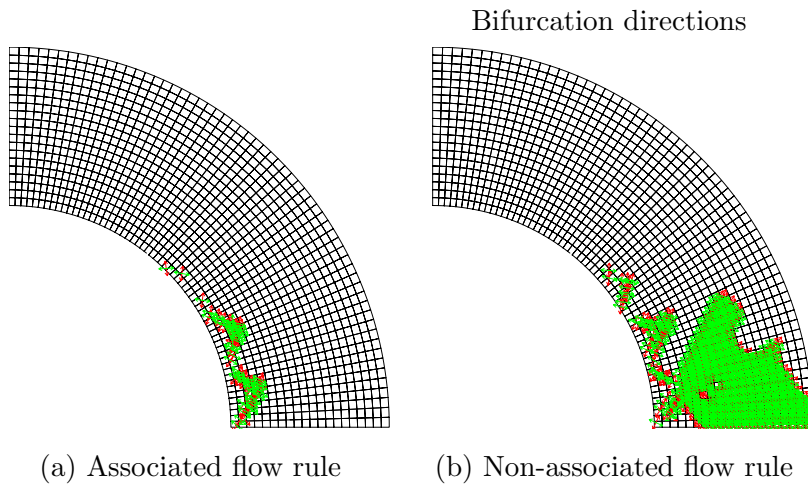 Bifurcation directions
(a) Associated flow rule
(b) Non-associated flow rule